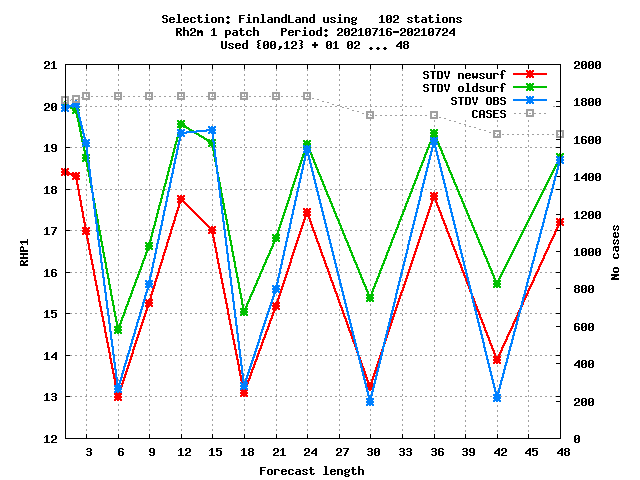 Selection: FinlandLand using   102 stations
Rh2m 1 patch   Period: 20210716-20210724
Used {00,12} + 01 02 ... 48
STDV newsurf
STDV oldsurf
STDV OBS
CASES
21
20
19
18
17
16
15
14
13
12
RHP1
2000
1800
1600
1400
1200
1000
800
600
400
200
0
No cases
3 6 9 12 15 18 21 24 27 30 33 36 39 42 45 48
Forecast length